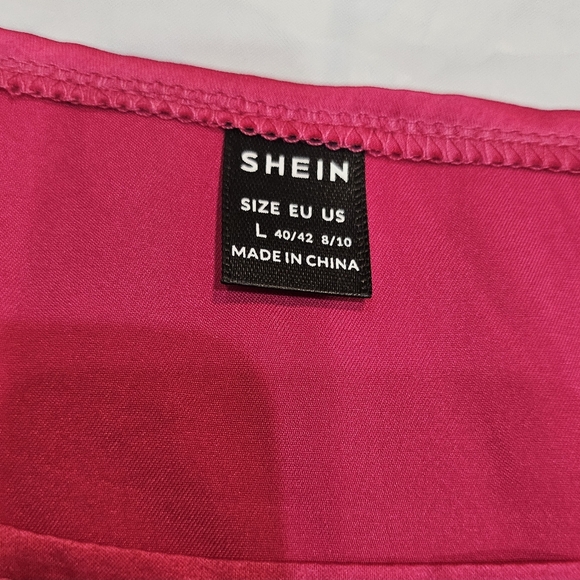 SHEIN
SIZE EU US
L 40/42 8/10
MADE IN CHINA